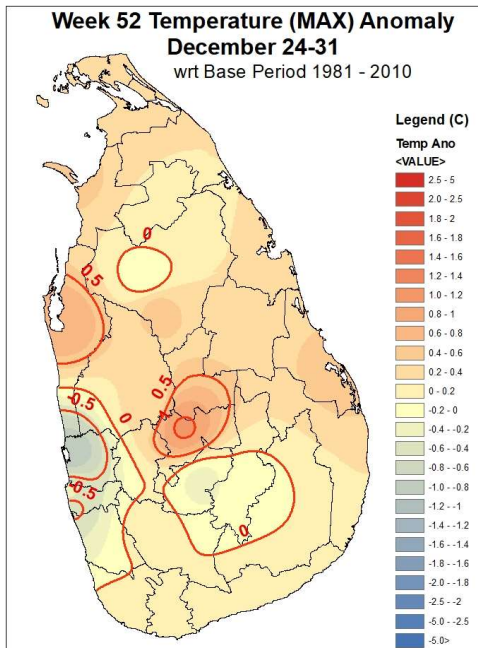 Week 52 Temperature (MAX) Anomaly
December 24-31
wrt Base Period 1981 - 2010
Legend (C)
Temp Ano
<VALUE>
2.5 - 5
2.0 - 2.5
1.8 - 2
1.6 - 1.8
1.4 - 1.6
1.2 - 1.4
1.0 - 1.2
0.8 - 1
0.6 - 0.8
0.4 - 0.6
0.2 - 0.4
0 - 0.2
-0.2 - 0
-0.4 - -0.2
-0.6 - -0.4
-0.8 - -0.6
-1.0 - -0.8
-1.2 - -1
-1.4 - -1.2
-1.6 - -1.4
-1.8 - -1.6
-2.0 - -1.8
-2.5 - -2
-5.0 - -2.5
-5.0>
0
0.5
0.5
1
-0.5
0
-0.5
0